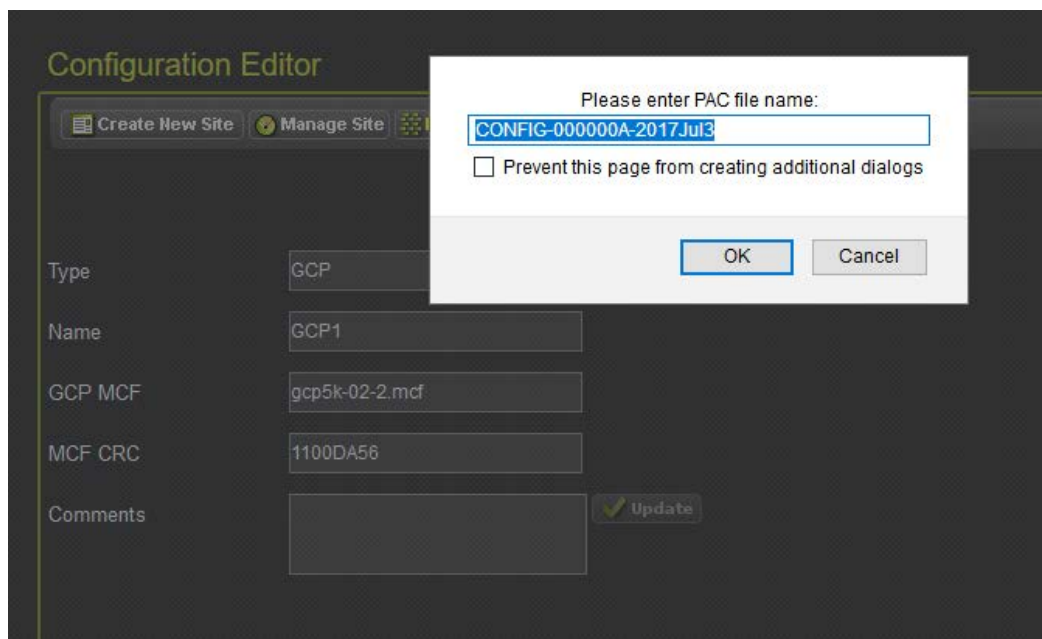 Configuration Editor
Create New Site
Manage Site
Please enter PAC file name:
CONFIG-000000A-2017Jul3
Prevent this page from creating additional dialogs
OK
Cancel
Type
GCP
Name
GCP1
GCP MCF
gcp5k-02-2.mcf
MCF CRC
1100DA56
Comments
Update